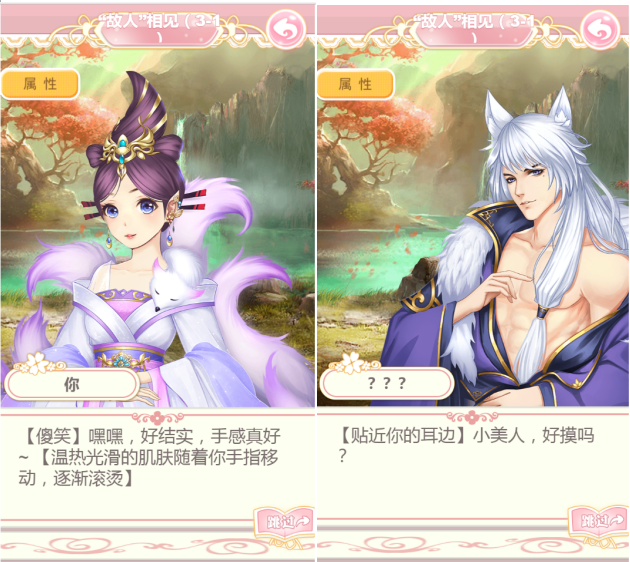 “故人”相见（3-1
）
属性
你
【傻笑】嘿嘿，好结实，手感真好
~【温热光滑的肌肤随着你手指移
动，逐渐滚烫】
跳过
“故人”相见（3-1
）
属性
？？？
【贴近你的耳边】小美人，好摸吗
？
跳过